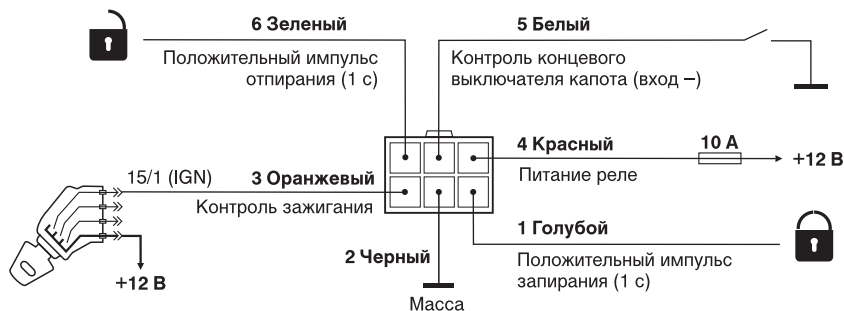 6 Зеленый
Положительный импульс
отпирания (1 с)
5 Белый
Контроль концевого
выключателя капота (вход –)
4 Красный
10 А
+12 В
Питание реле
15/1 (IGN)
3 Оранжевый
Контроль зажигания
1 Голубой
Положительный импульс
запирания (1 с)
2 Черный
Масса
+12 В